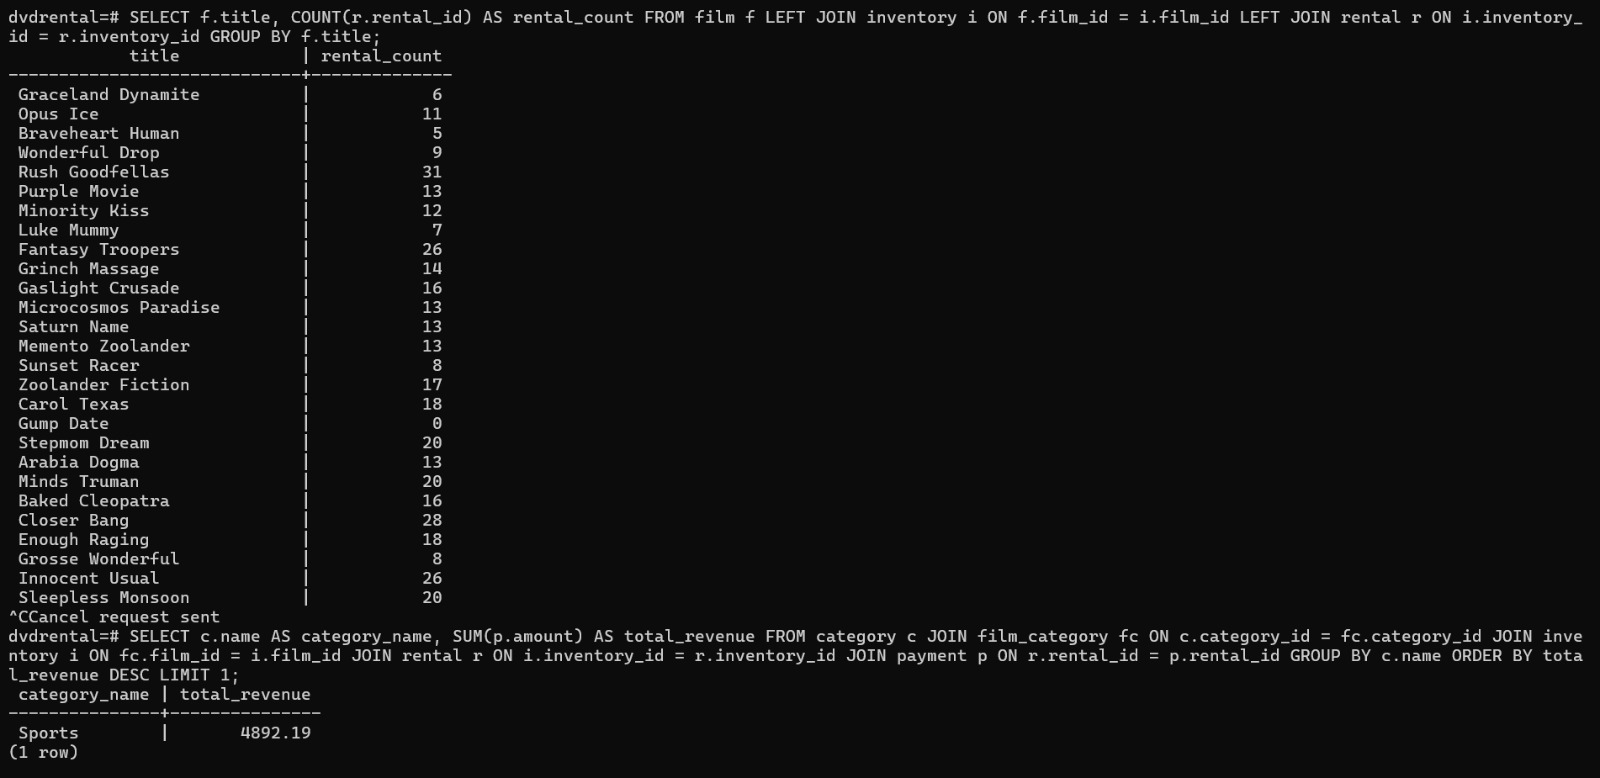 dvdrental=# SELECT f.title, COUNT(r.rental_id) AS rental_count FROM film f LEFT JOIN inventory i ON f.film_id = i.film_id LEFT JOIN rental r ON i.inventory_
id = r.inventory_id GROUP BY f.title;
            title            | rental_count
-----------------------------+--------------
 Graceland Dynamite          |            6
 Opus Ice                    |           11
 Braveheart Human            |            5
 Wonderful Drop              |            9
 Rush Goodfellas             |           31
 Purple Movie                |           13
 Minority Kiss               |           12
 Luke Mummy                  |            7
 Fantasy Troopers            |           26
 Grinch Massage              |           14
 Gaslight Crusade            |           16
 Microcosmos Paradise        |           13
 Saturn Name                 |           13
 Memento Zoolander           |           13
 Sunset Racer                |            8
 Zoolander Fiction           |           17
 Carol Texas                 |           18
 Gump Date                   |            0
 Stepmom Dream               |           20
 Arabia Dogma                |           13
 Minds Truman                |           20
 Baked Cleopatra             |           16
 Closer Bang                 |           28
 Enough Raging               |           18
 Grosse Wonderful            |            8
 Innocent Usual              |           26
 Sleepless Monsoon           |           20
^CCancel request sent
dvdrental=# SELECT c.name AS category_name, SUM(p.amount) AS total_revenue FROM category c JOIN film_category fc ON c.category_id = fc.category_id JOIN inve
ntory i ON fc.film_id = i.film_id JOIN rental r ON i.inventory_id = r.inventory_id JOIN payment p ON r.rental_id = p.rental_id GROUP BY c.name ORDER BY tota
l_revenue DESC LIMIT 1;
 category_name | total_revenue
---------------+---------------
 Sports        |       4892.19
(1 row)